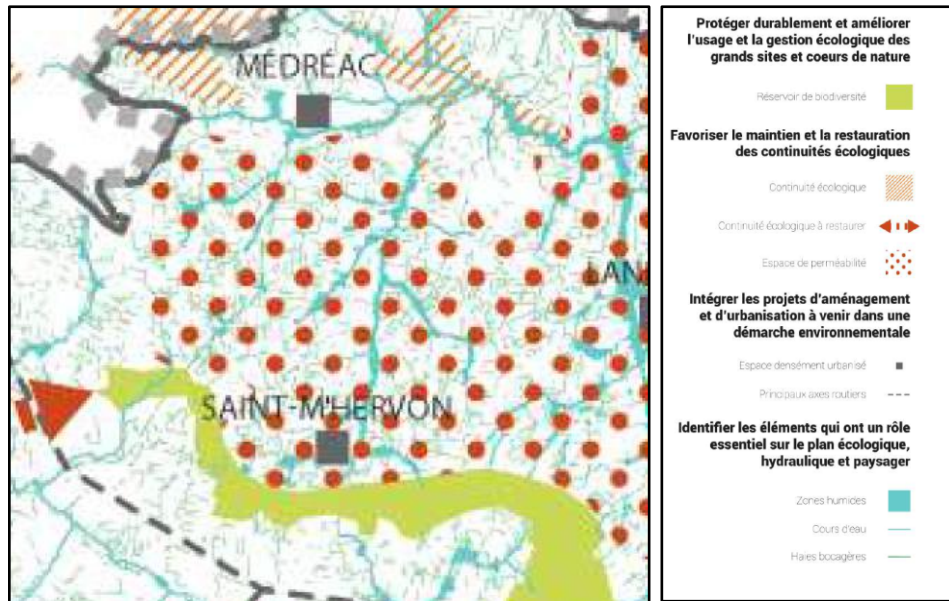 MÉDRÉAC
LAN
SAINT-M'HERVON
Protéger durablement et améliorer
l'usage et la gestion écologique des
grands sites et coeurs de nature
Réservoir de biodiversité
Favoriser le maintien et la restauration
des continuités écologiques
Continuité écologique
Continuité écologique à restaurer
Espace de perméabilité
Intégrer les projets d'aménagement
et d'urbanisation à venir dans une
démarche environnementale
Espace densément urbanisé
Principaux axes routiers
Identifier les éléments qui ont un rôle
essentiel sur le plan écologique,
hydraulique et paysager
Zones humides
Cours d'eau
Haies bocagères